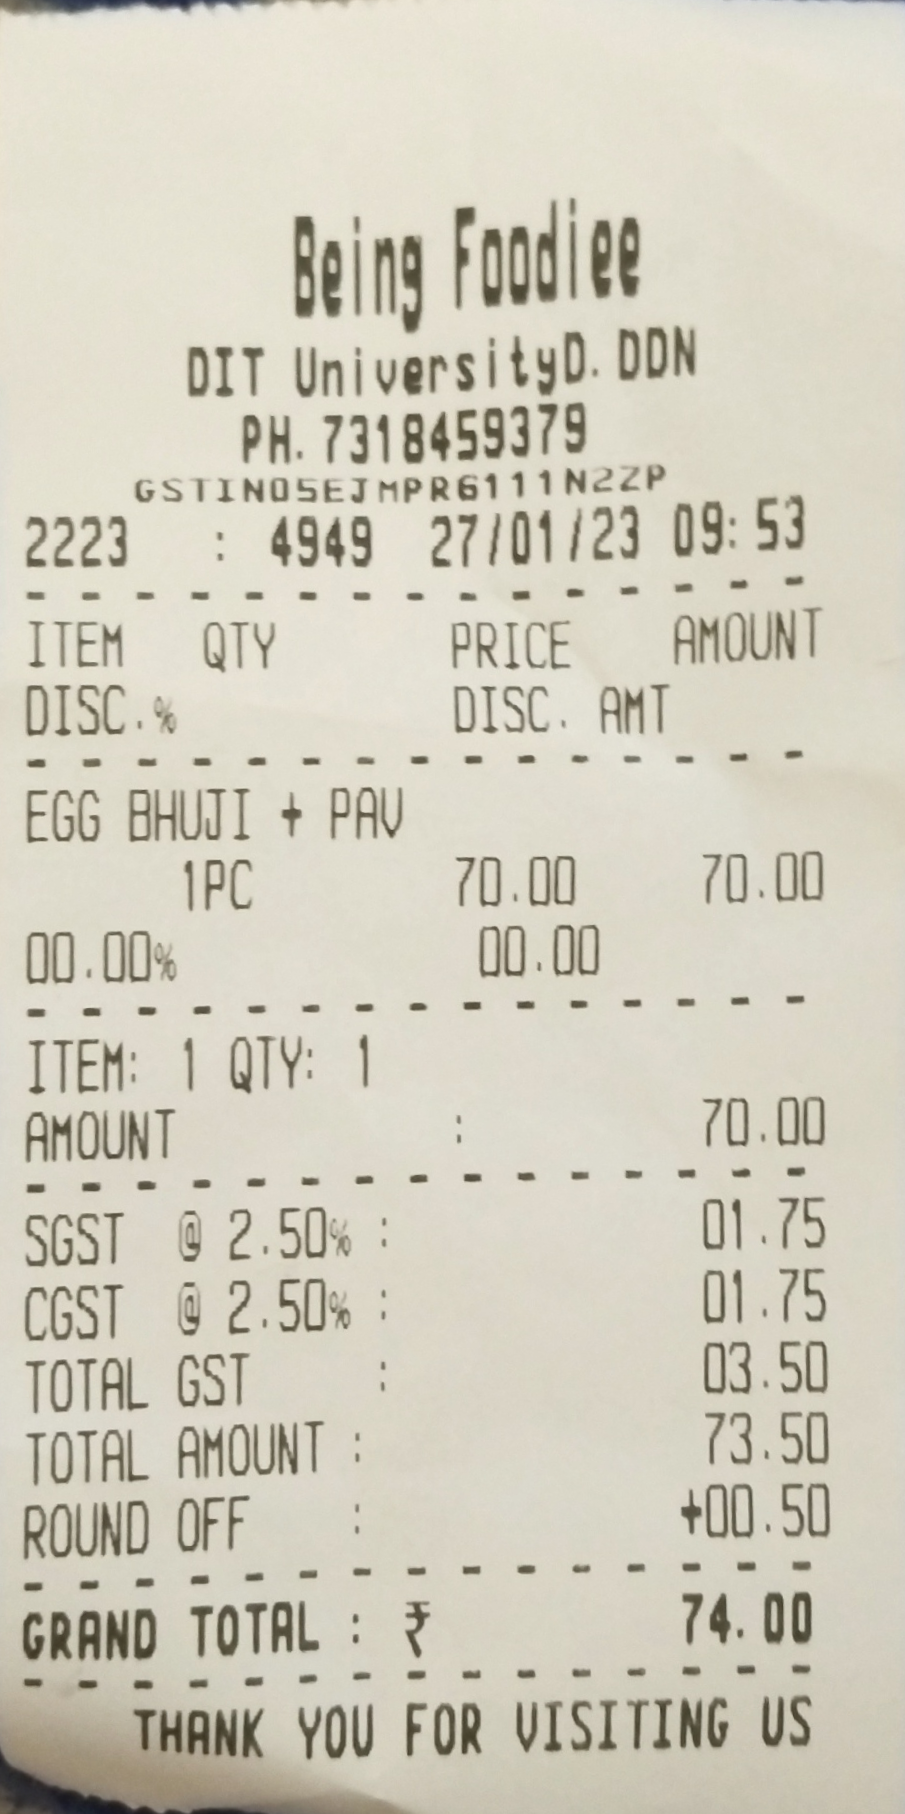 Being Foodiee
DIT UniversityD. DDN
PH. 7318459379
GSTIN05EJMPR6111N2ZP
2223 : 4949 27/01/23 09:53
ITEM QTY PRICE AMOUNT
DISC.% DISC. AMT
EGG BHUJI + PAV
1PC 70.00 70.00
00.00% 00.00
ITEM: 1 QTY: 1
AMOUNT : 70.00
SGST @ 2.50% : 01.75
CGST @ 2.50% : 01.75
TOTAL GST : 03.50
TOTAL AMOUNT : 73.50
ROUND OFF : +00.50
GRAND TOTAL : ₹ 74.00
THANK YOU FOR VISITING US